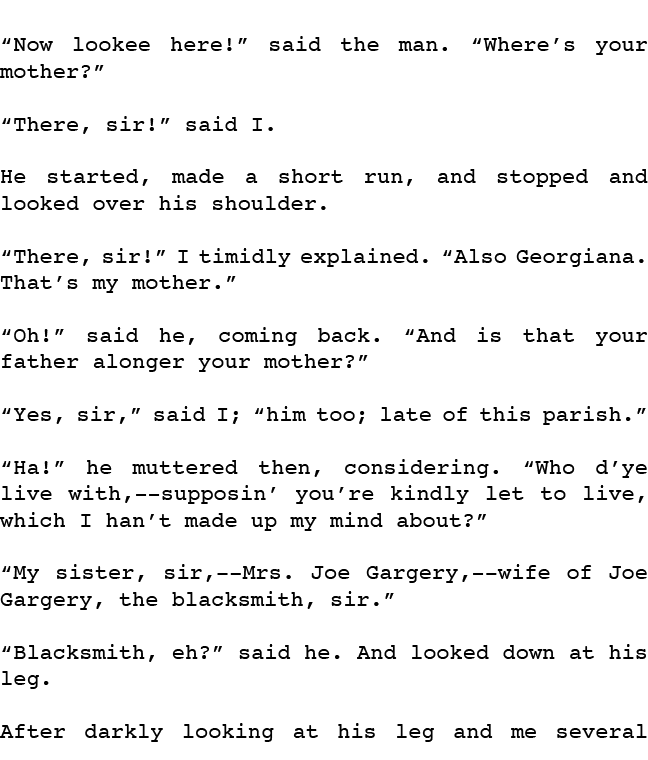 “Now lookee here!” said the man. “Where’s your
mother?”
“There, sir!” said I.
He started, made a short run, and stopped and
looked over his shoulder.
“There, sir!” I timidly explained. “Also Georgiana.
That’s my mother.”
“Oh!” said he, coming back. “And is that your
father alonger your mother?”
“Yes, sir,” said I; “him too; late of this parish.”
“Ha!” he muttered then, considering. “Who d’ye
live with,--supposin’ you’re kindly let to live,
which I han’t made up my mind about?”
“My sister, sir,--Mrs. Joe Gargery,--wife of Joe
Gargery, the blacksmith, sir.”
“Blacksmith, eh?” said he. And looked down at his
leg.
After darkly looking at his leg and me several